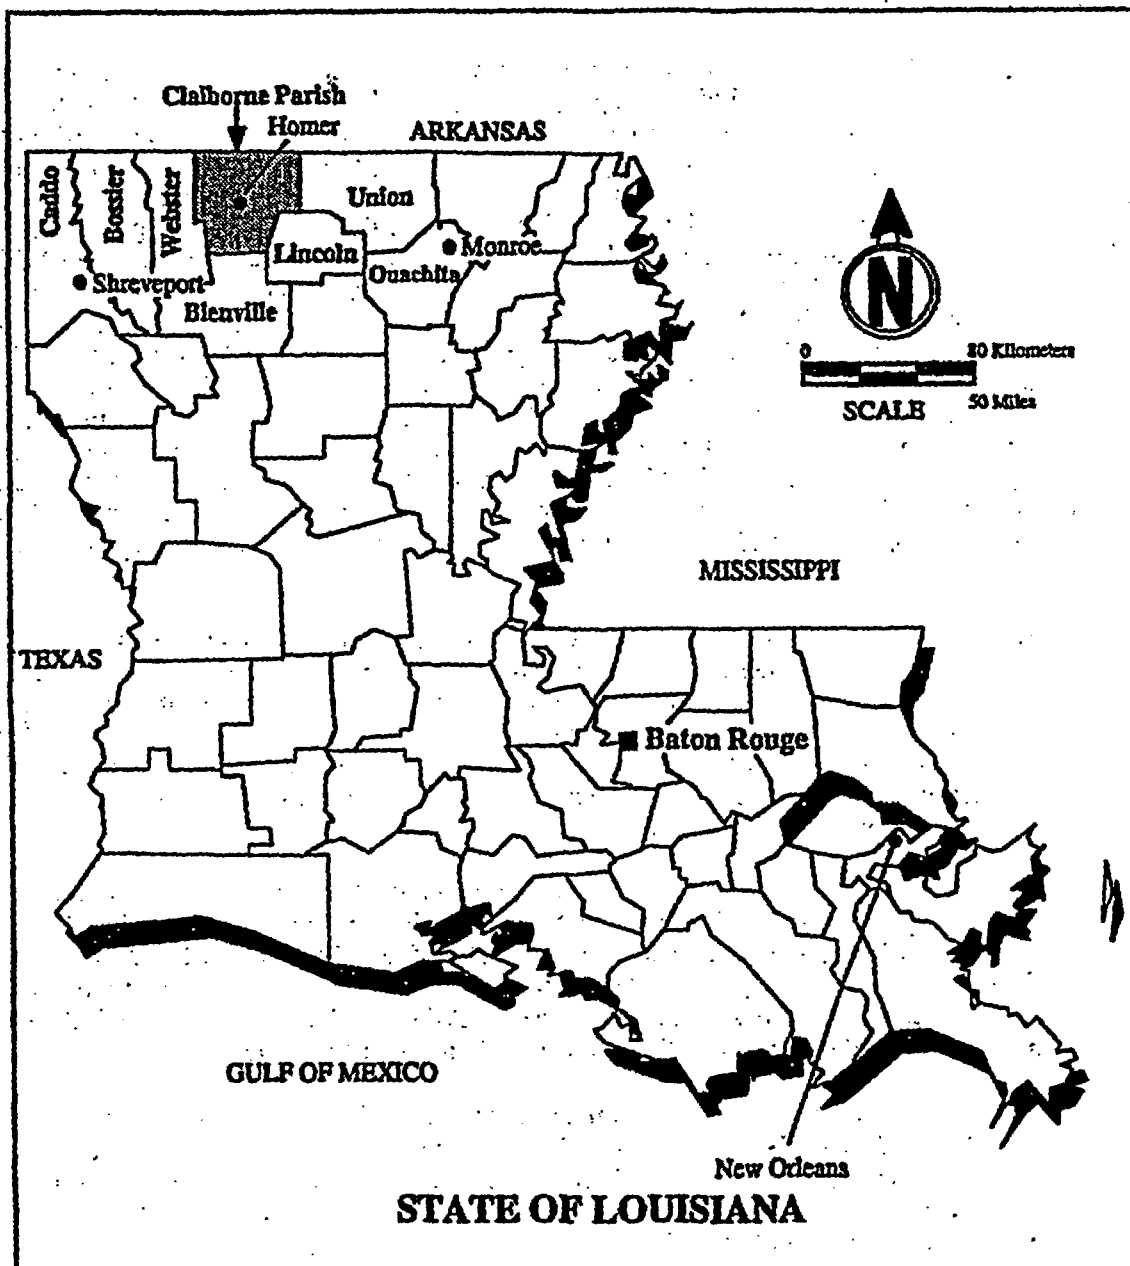 Claiborne Parish
Homer
ARKANSAS
Caddo
Bossier
Webster
Union
Lincoln
Monroe
Ouachita
Shreveport
Bienville
N
0
80 Kilometers
50 Miles
SCALE
MISSISSIPPI
TEXAS
Baton Rouge
GULF OF MEXICO
New Orleans
STATE OF LOUISIANA